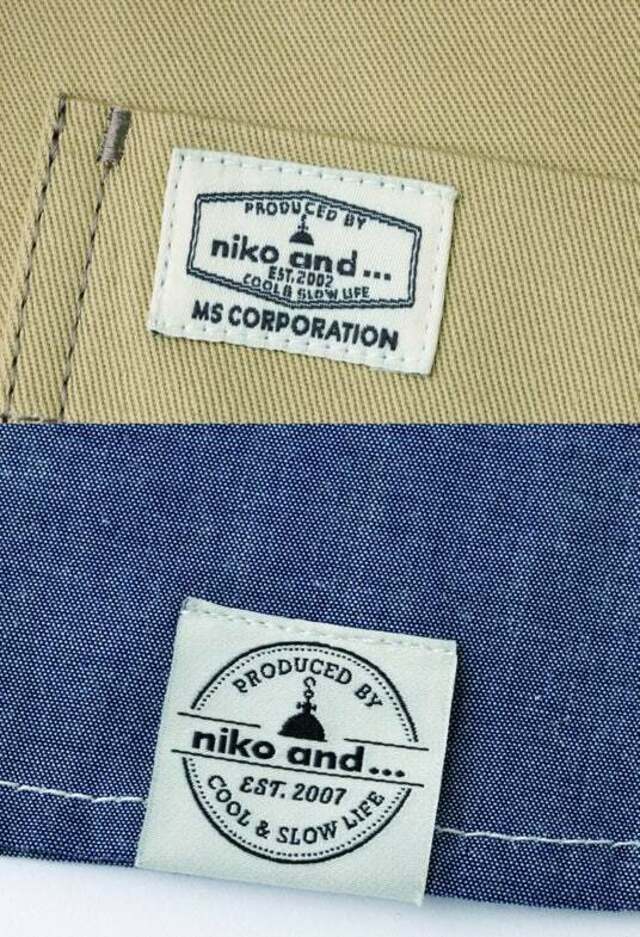 PRODUCED BY
niko and...
EST.2002
COOL & SLOW LIFE
MS CORPORATION
PRODUCED BY
niko and...
EST. 2007
COOL & SLOW LIFE